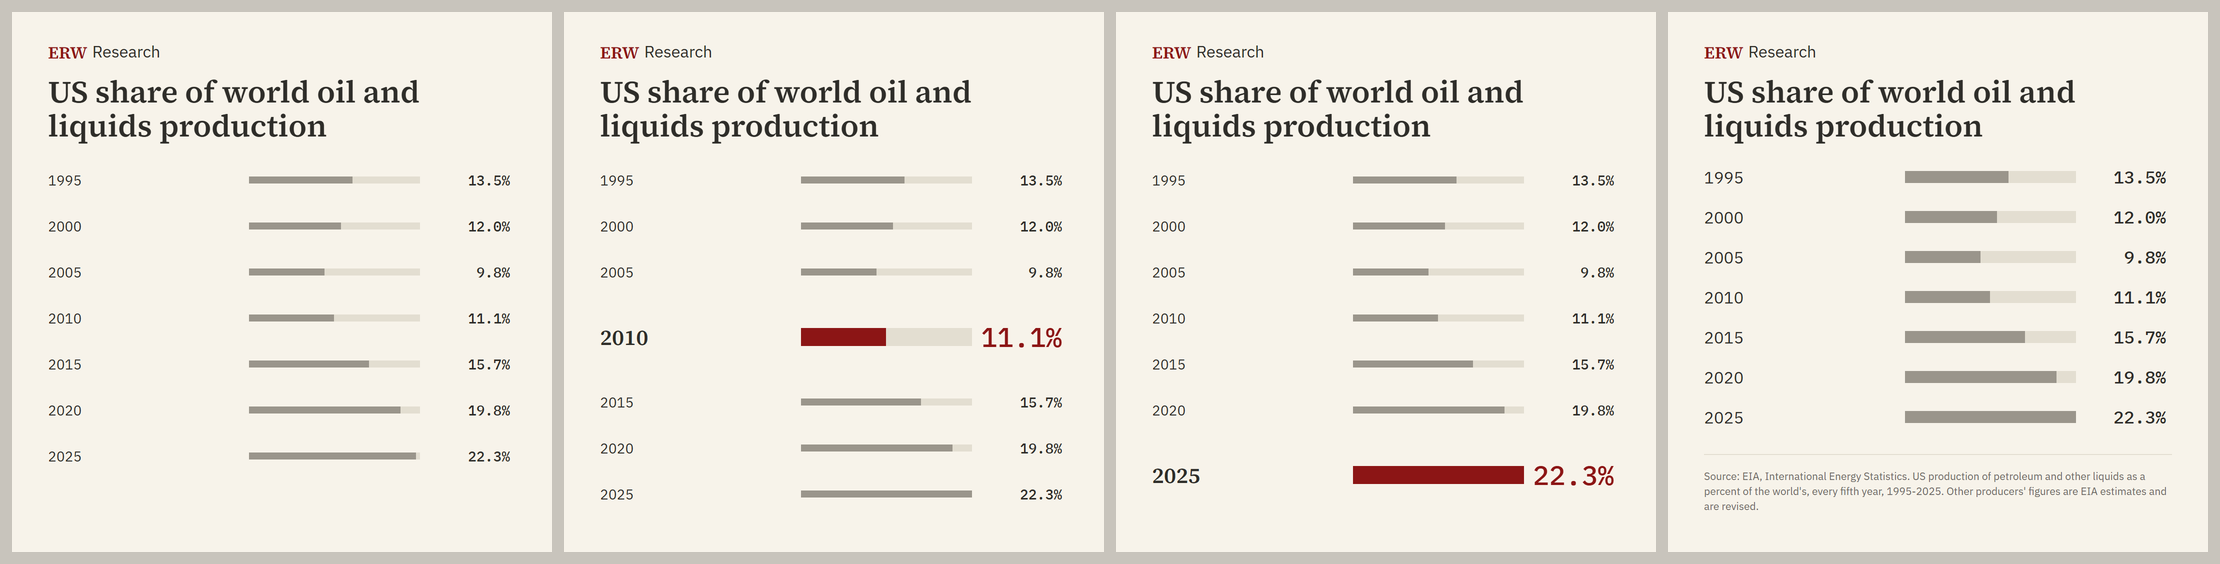 ERW Research
US share of world oil and
liquids production
1995 13.5%
2000 12.0%
2005 9.8%
2010 11.1%
2015 15.7%
2020 19.8%
2025 22.3%
ERW Research
US share of world oil and
liquids production
1995 13.5%
2000 12.0%
2005 9.8%
2010 11.1%
2015 15.7%
2020 19.8%
2025 22.3%
ERW Research
US share of world oil and
liquids production
1995 13.5%
2000 12.0%
2005 9.8%
2010 11.1%
2015 15.7%
2020 19.8%
2025 22.3%
ERW Research
US share of world oil and
liquids production
1995 13.5%
2000 12.0%
2005 9.8%
2010 11.1%
2015 15.7%
2020 19.8%
2025 22.3%
Source: EIA, International Energy Statistics. US production of petroleum and other liquids as a
percent of the world's, every fifth year, 1995-2025. Other producers' figures are EIA estimates and
are revised.